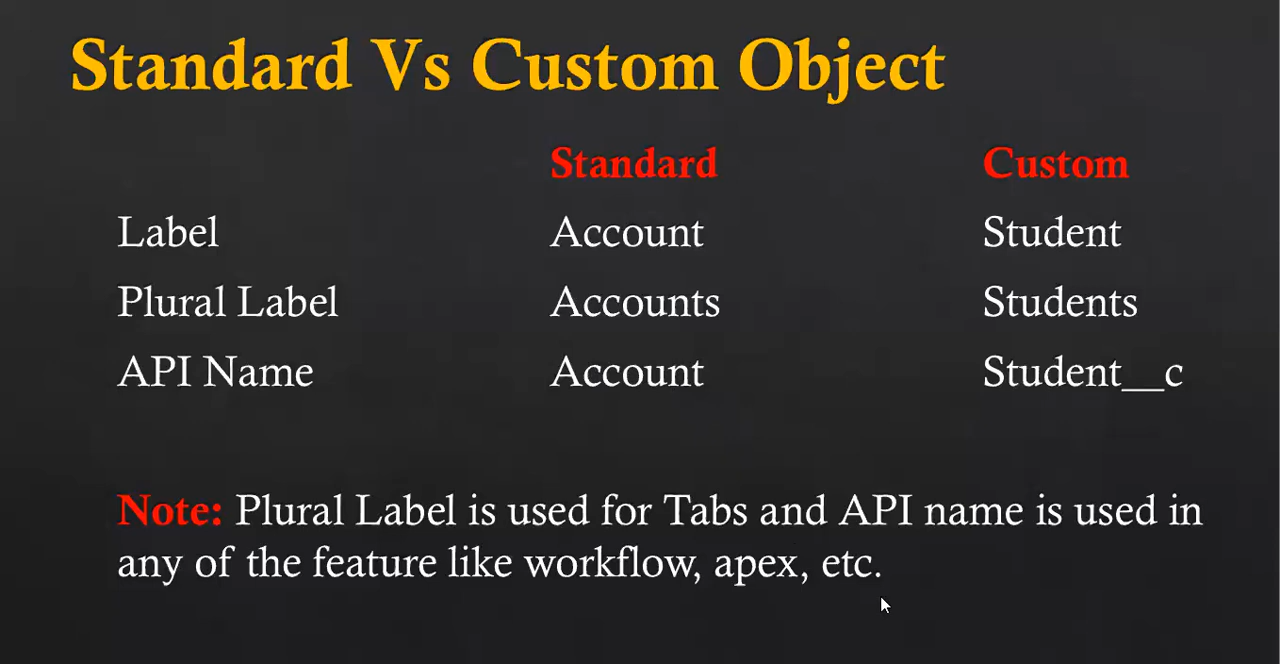 Standard Vs Custom Object
Standard Custom
Label Account Student
Plural Label Accounts Students
API Name Account Student__c
Note: Plural Label is used for Tabs and API name is used in
any of the feature like workflow, apex, etc.